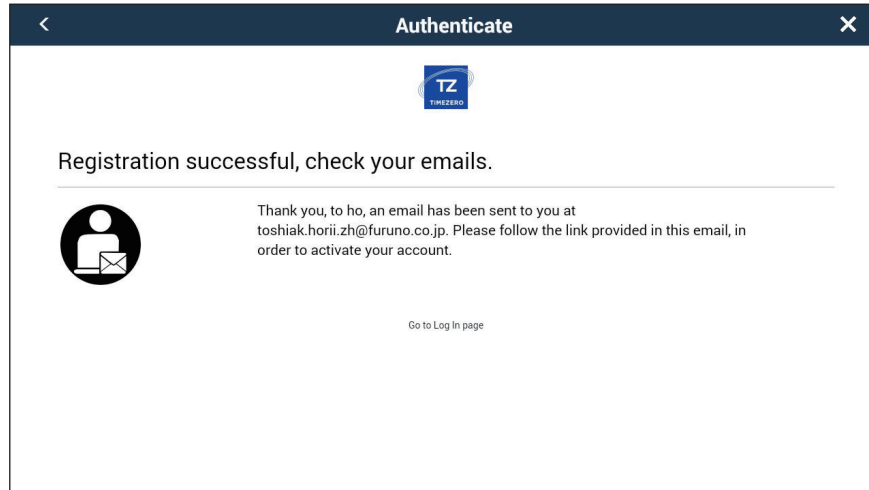 Authenticate
TZ
TIMEZERO
Registration successful, check your emails.
Thank you, to ho, an email has been sent to you at
toshiak.horii.zh@furuno.co.jp. Please follow the link provided in this email, in
order to activate your account.
Go to Log In page